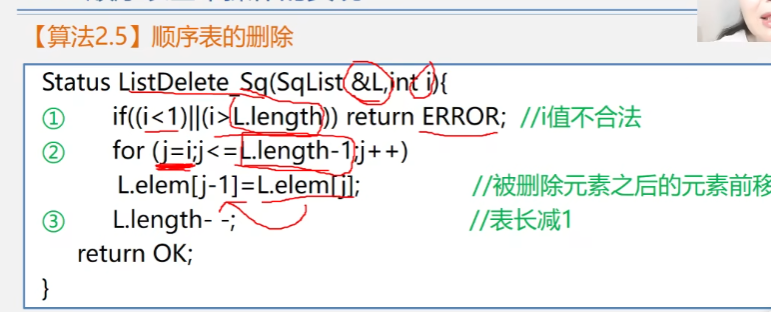 【算法2.5】顺序表的删除
Status ListDelete_Sq(SqList &L,int i){
① if((i<1)||(i>L.length)) return ERROR; //i值不合法
② for (j=i;j<=L.length-1;j++)
L.elem[j-1]=L.elem[j]; //被删除元素之后的元素前移
③ L.length- -; //表长减1
return OK;
}